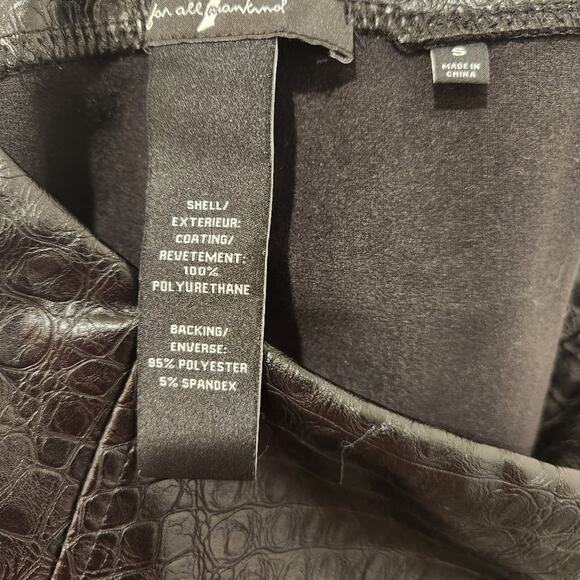 for all mankind
S
MADE IN
CHINA
SHELL/
EXTERIEUR:
COATING/
REVETEMENT:
100%
POLYURETHANE
BACKING/
ENVERSE:
95% POLYESTER
5% SPANDEX